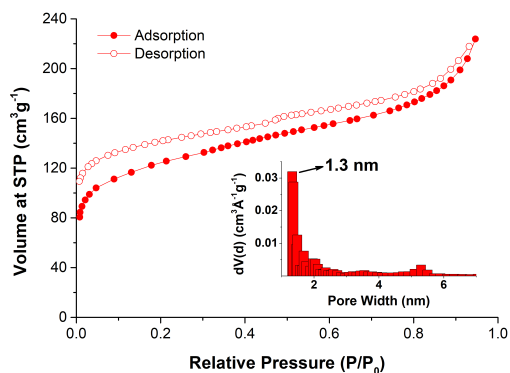 240
200
160
120
80
40
0
Volume at STP (cm³g⁻¹)
Adsorption
Desorption
1.3 nm
0.03
0.02
0.01
dV(d) (cm³Å⁻¹g⁻¹)
2 4 6
Pore Width (nm)
0.0 0.2 0.4 0.6 0.8 1.0
Relative Pressure (P/P₀)